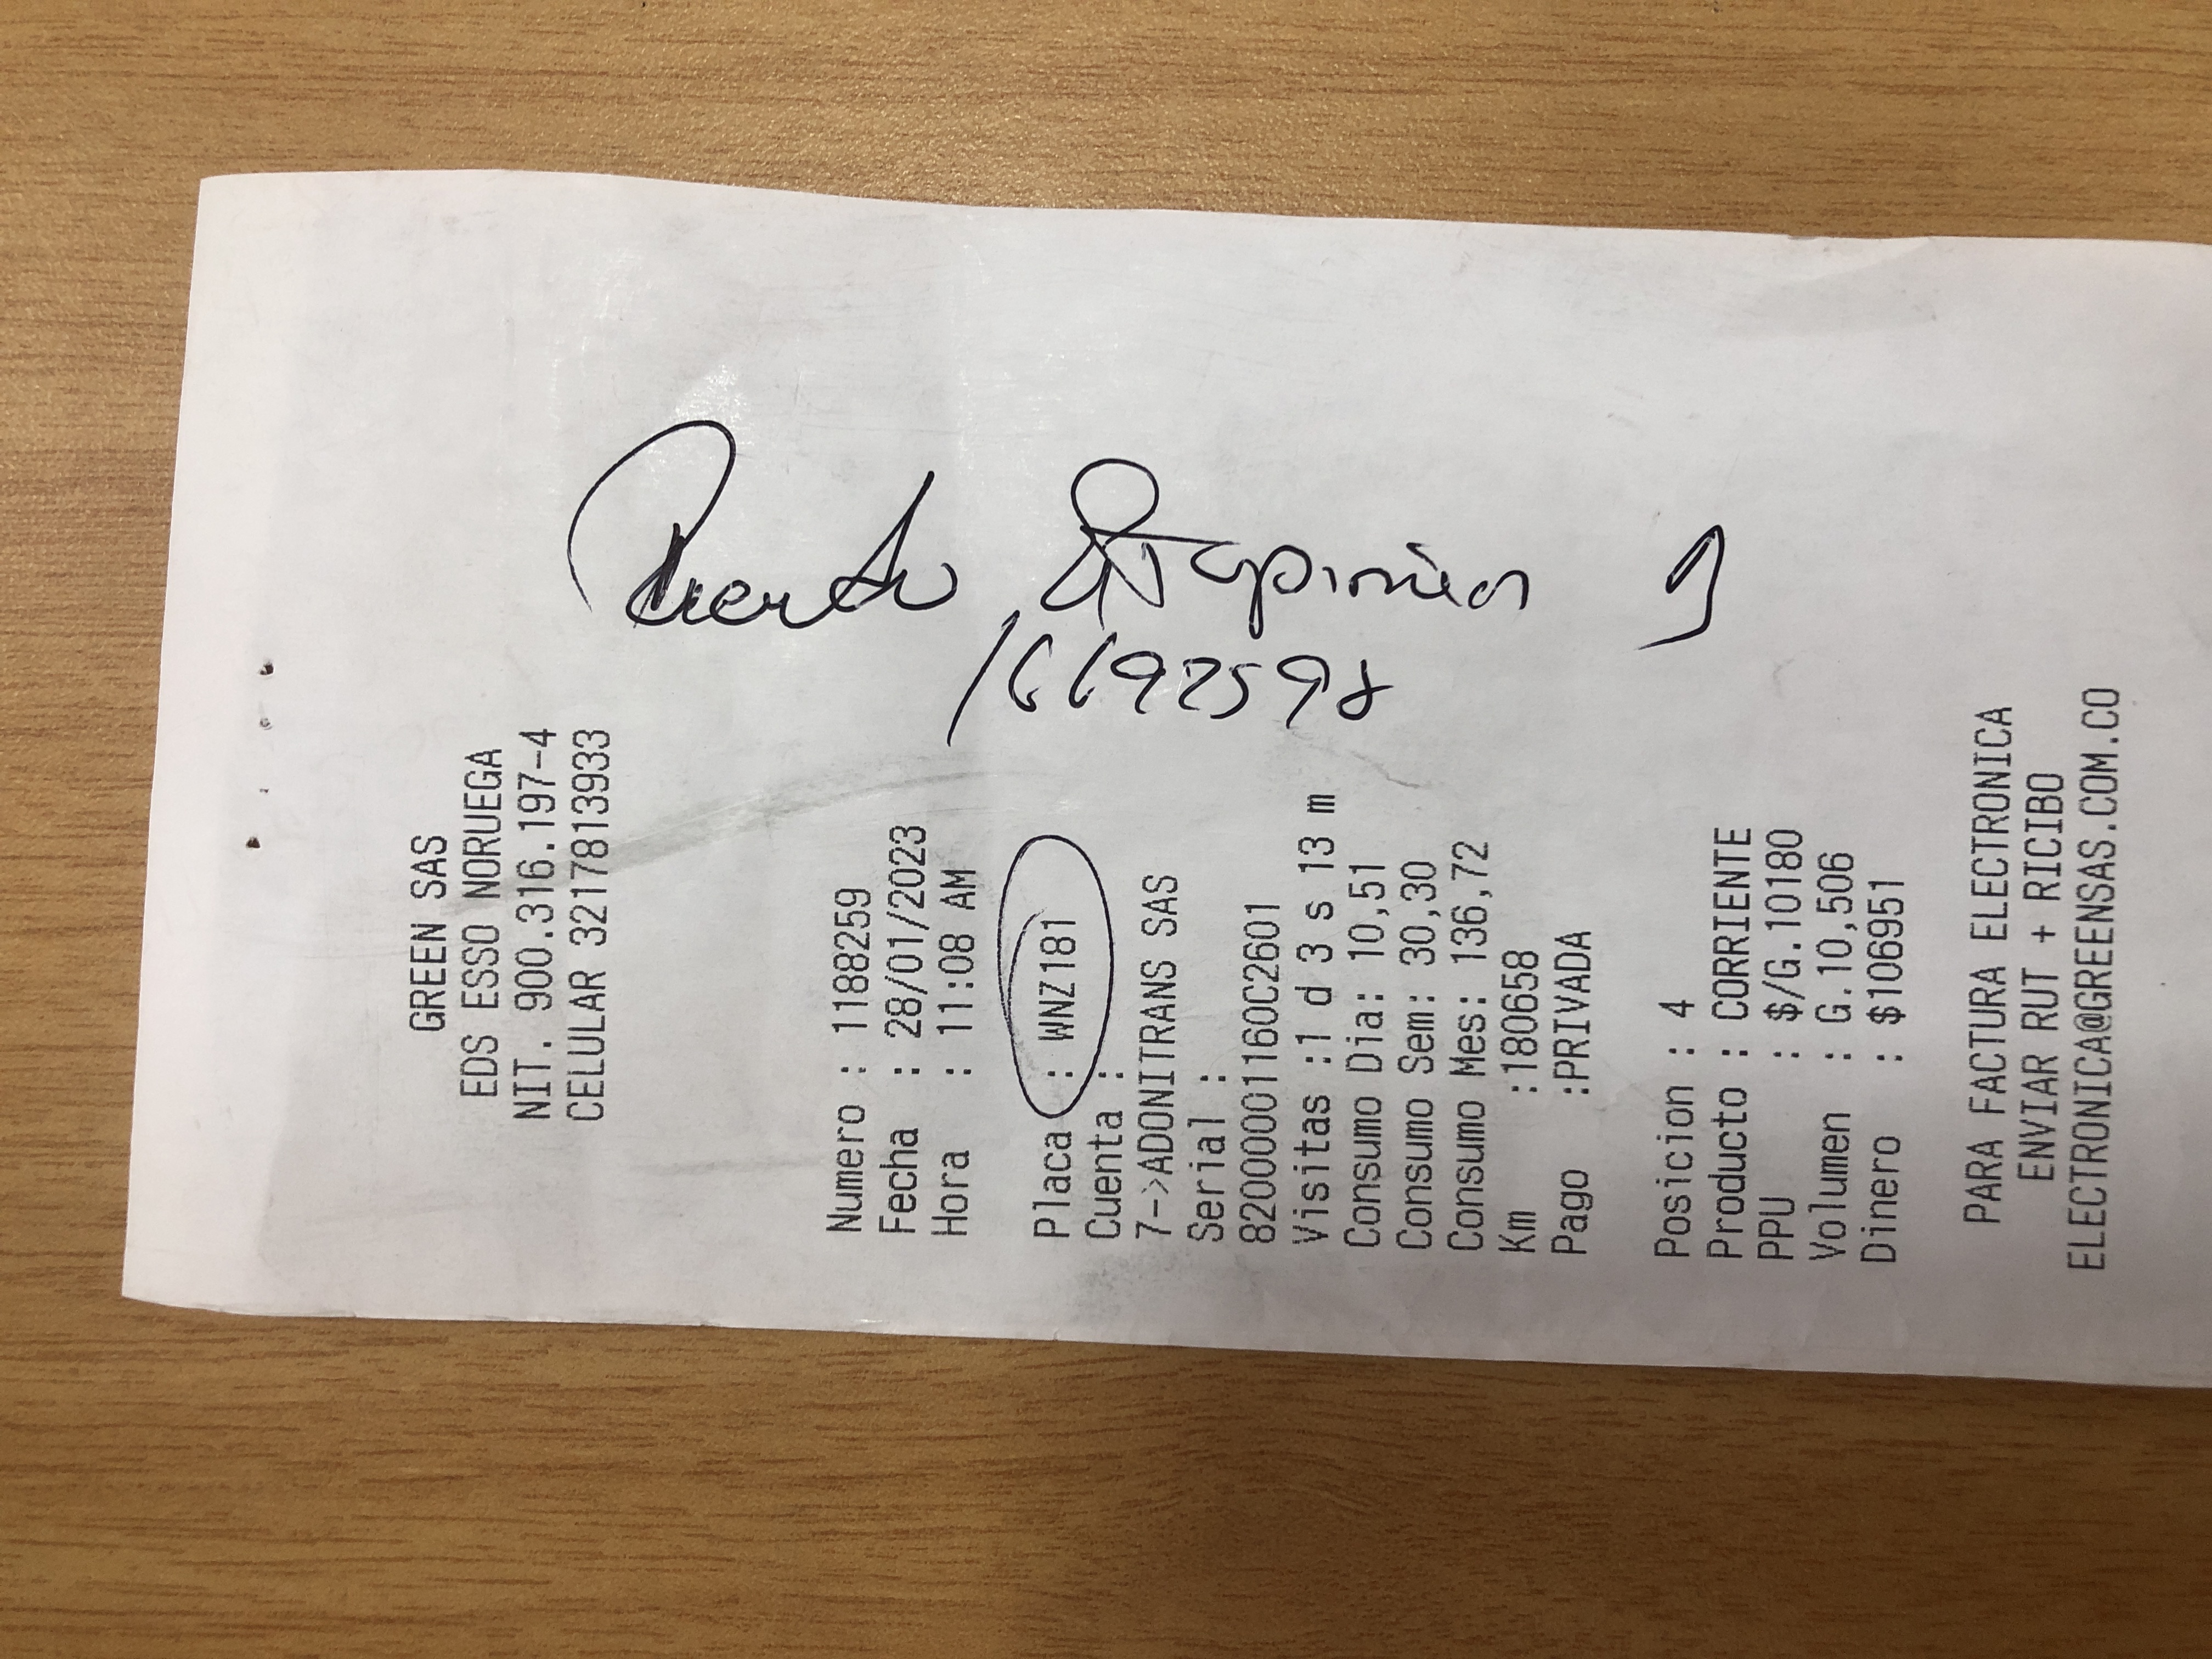 GREEN SAS
EDS ESSO NORUEGA
NIT. 900.316.197-4
CELULAR 3217813933
Numero : 1188259
Fecha : 28/01/2023
Hora : 11:08 AM
Placa : WNZ181
Cuenta :
7->ADONITRANS SAS
Serial :
82000001160C2601
Visitas :1 d 3 s 13 m
Consumo Dia: 10,51
Consumo Sem: 30,30
Consumo Mes: 136,72
Km :180658
Pago :PRIVADA
Posicion : 4
Producto : CORRIENTE
PPU : $/G.10180
Volumen : G.10,506
Dinero : $106951
PARA FACTURA ELECTRONICA
ENVIAR RUT + RICIBO
ELECTRONICA@GREENSAS.COM.CO
16692598